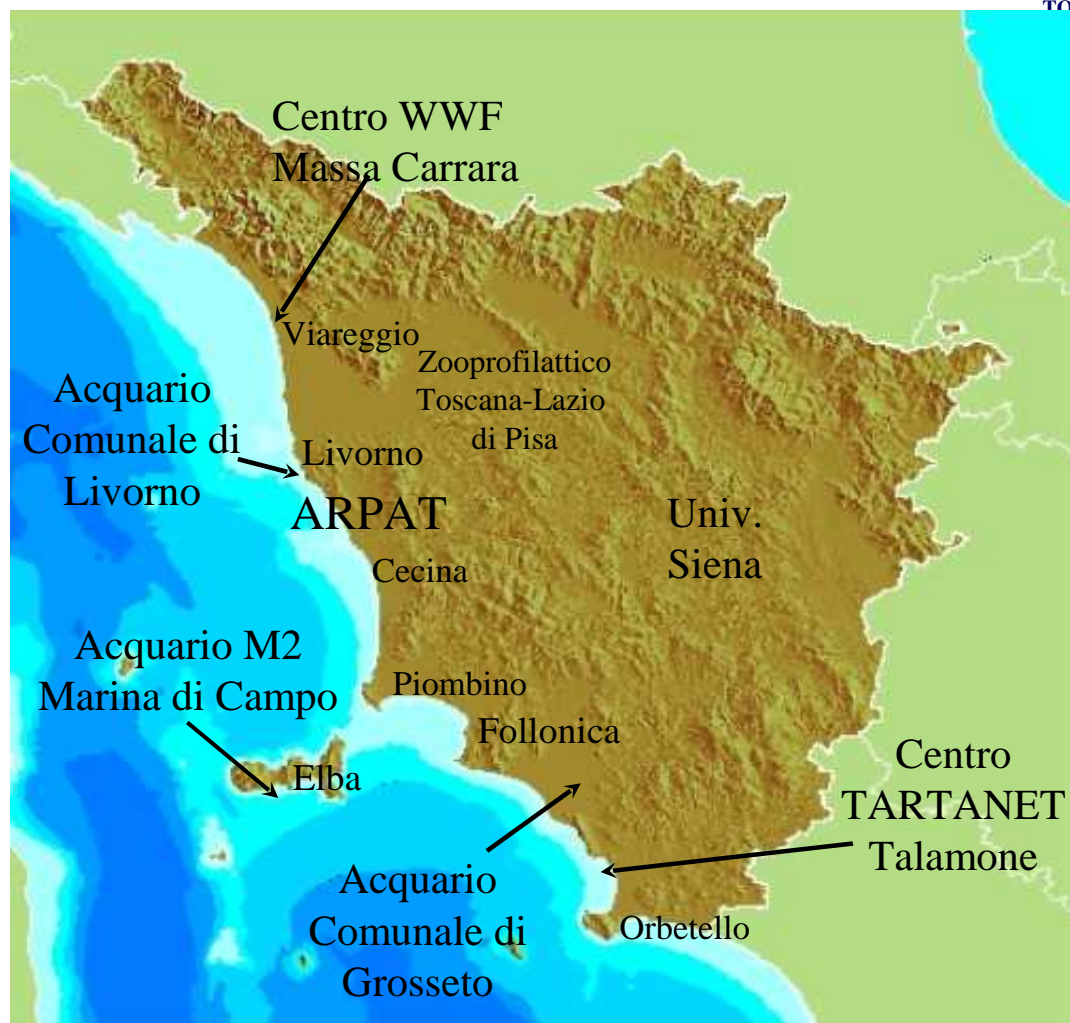 TO
Centro WWF
Massa Carrara
Viareggio
Zooprofilattico
Toscana-Lazio
di Pisa
Acquario
Comunale di
Livorno
Livorno
ARPAT
Univ.
Siena
Cecina
Acquario M2
Marina di Campo
Piombino
Follonica
Elba
Centro
TARTANET
Talamone
Acquario
Comunale di
Grosseto
Orbetello